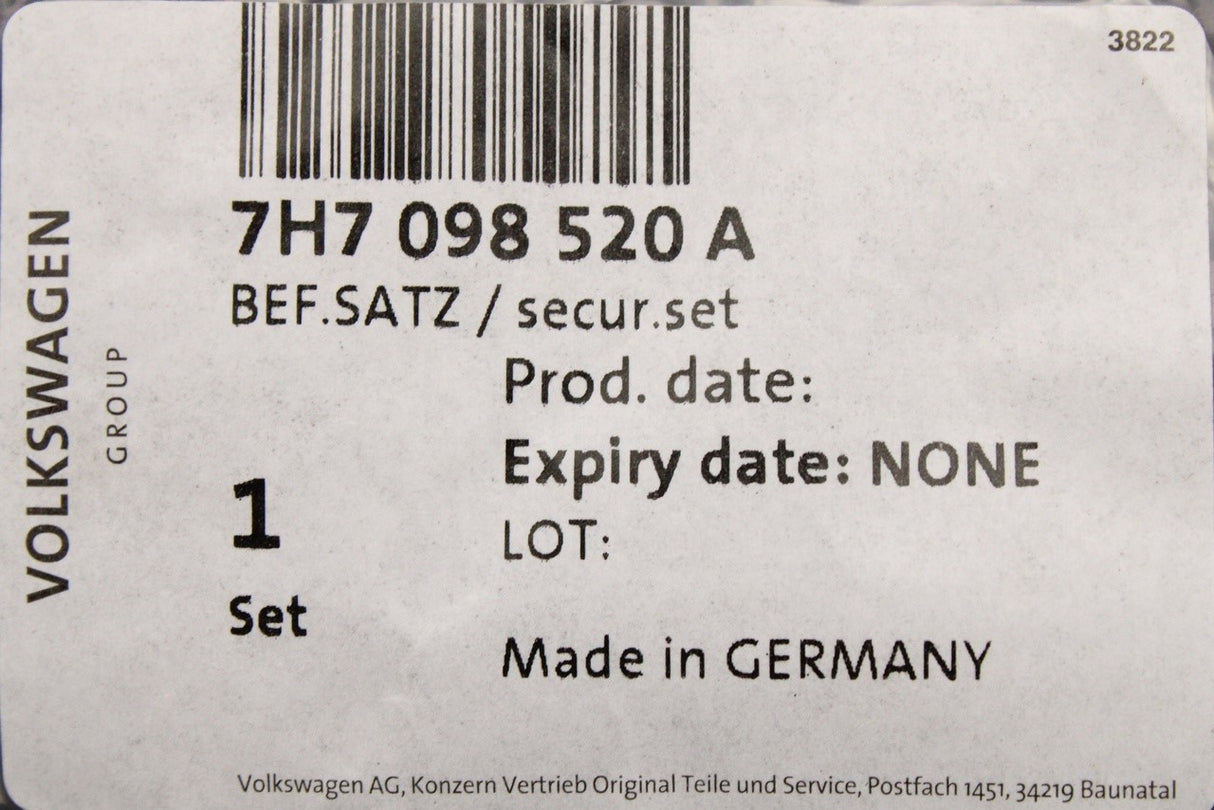 3822
7H7 098 520 A
BEF.SATZ / secur.set
Prod. date:
Expiry date: NONE
LOT:
1
Set
Made in GERMANY
VOLKSWAGEN
GROUP
Volkswagen AG, Konzern Vertrieb Original Teile und Service, Postfach 1451, 34219 Baunatal